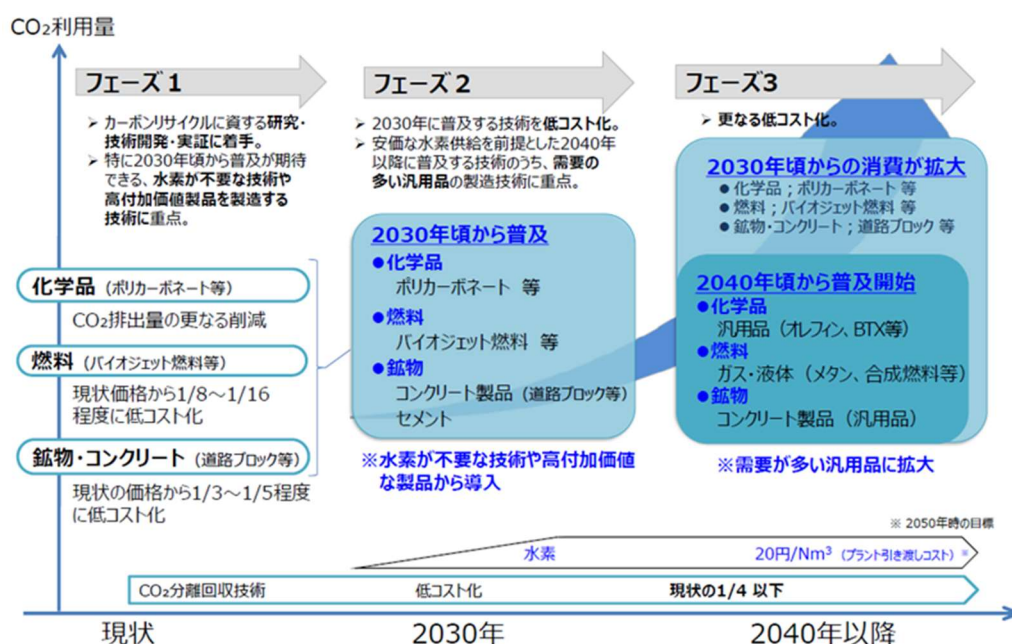 CO₂利用量
フェーズ１
➢ カーボンリサイクルに資する研究・
技術開発・実証に着手。
➢ 特に2030年頃から普及が期待
できる、水素が不要な技術や
高付加価値製品を製造する
技術に重点。
化学品（ポリカーボネート等）
CO₂排出量の更なる削減
燃料（バイオジェット燃料等）
現状価格から1/8～1/16
程度に低コスト化
鉱物・コンクリート（道路ブロック等）
現状の価格から1/3～1/5程度
に低コスト化
フェーズ２
➢ 2030年に普及する技術を低コスト化。
➢ 安価な水素供給を前提とした2040年
以降に普及する技術のうち、需要の
多い汎用品の製造技術に重点。
2030年頃から普及
●化学品
ポリカーボネート 等
●燃料
バイオジェット燃料 等
●鉱物
コンクリート製品（道路ブロック等）
セメント
※水素が不要な技術や高付加価値
な製品から導入
フェーズ3
➢ 更なる低コスト化。
2030年頃からの消費が拡大
●化学品；ポリカーボネート 等
●燃料；バイオジェット燃料 等
●鉱物・コンクリート；道路ブロック 等
2040年頃から普及開始
●化学品
汎用品（オレフィン、BTX等）
●燃料
ガス・液体（メタン、合成燃料等）
●鉱物
コンクリート製品（汎用品）
※需要が多い汎用品に拡大
※ 2050年時の目標
水素 20円/Nm³（プラント引き渡しコスト）※
CO₂分離回収技術 低コスト化 現状の1/4 以下
現状 2030年 2040年以降